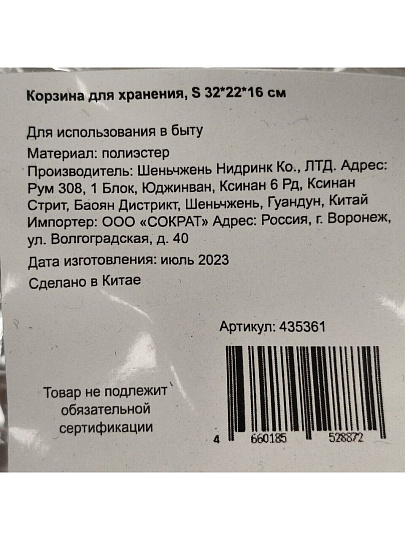 Корзина для хранения, S 32*22*16 см
Для использования в быту
Материал: полиэстер
Производитель: Шеньчжень Нидринк Ко., ЛТД. Адрес:
Рум 308, 1 Блок, Юджинван, Ксинан 6 Рд, Ксинан
Стрит, Баоян Дистрикт, Шеньчжень, Гуандун, Китай
Импортер: ООО «СОКРАТ» Адрес: Россия, г. Воронеж,
ул. Волгоградская, д. 40
Дата изготовления: июль 2023
Сделано в Китае
Артикул: 435361
Товар не подлежит
обязательной
сертификации
4 660185 528872